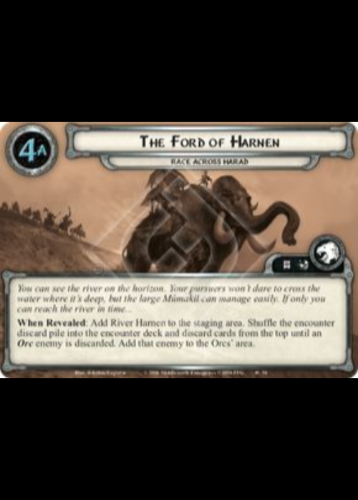 4A
THE FORD OF HARNEN
RACE ACROSS HARAD
You can see the river on the horizon. Your pursuers won't dare to cross the
water where it's deep, but the large Mûmakil can manage easily. If only you
can reach the river in time...
When Revealed: Add River Harnen to the staging area. Shuffle the encounter
discard pile into the encounter deck and discard cards from the top until an
Orc enemy is discarded. Add that enemy to the Orcs' area.